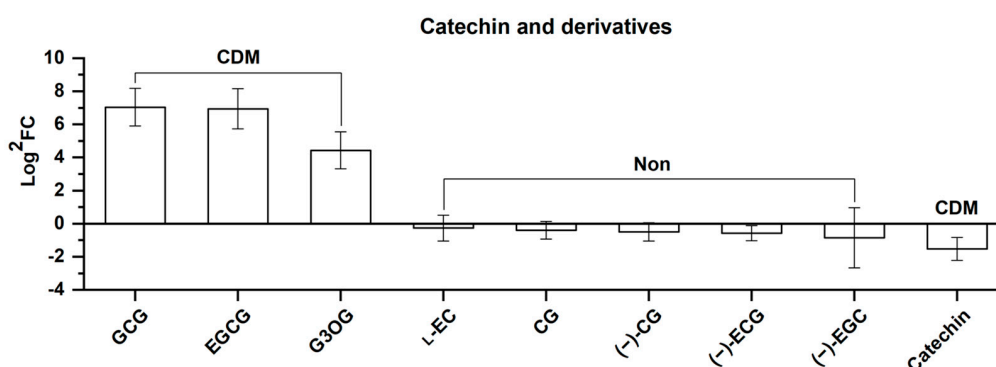 Catechin and derivatives
CDM
Non
CDM
Log²FC
10
8
6
4
2
0
-2
-4
GCG
EGCG
G3OG
L-EC
CG
(−)-CG
(−)-ECG
(−)-EGC
Catechin